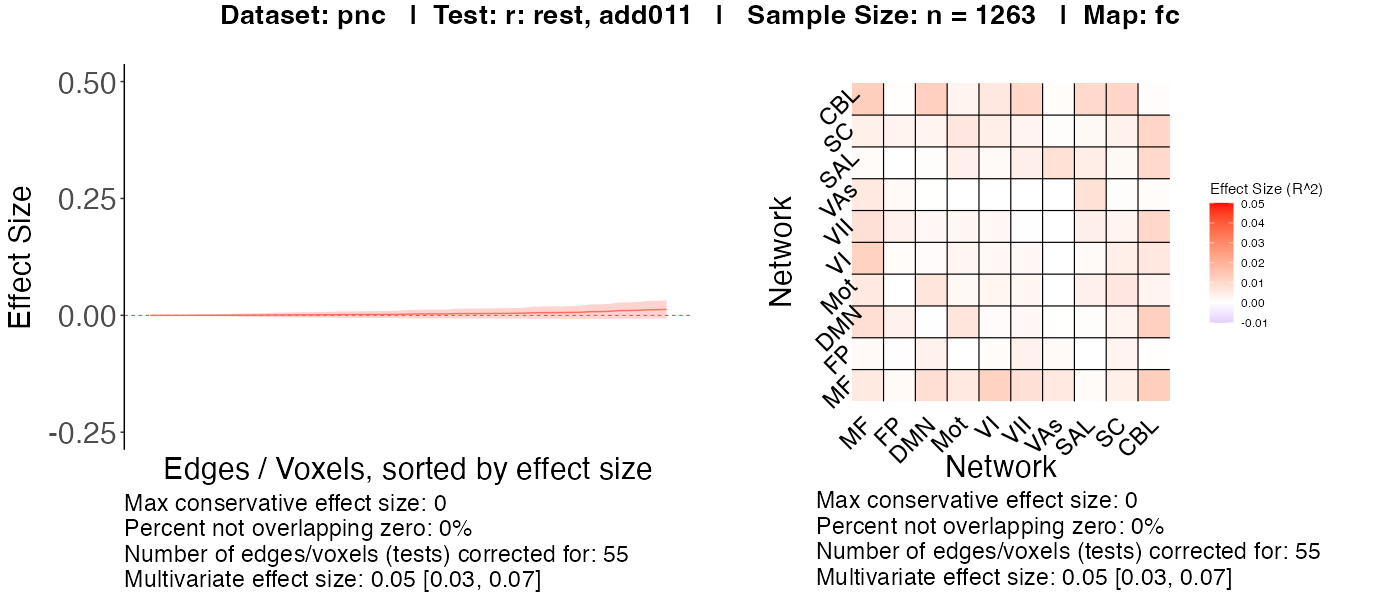 Dataset: pnc | Test: r: rest, add011 | Sample Size: n = 1263 | Map: fc
0.50
0.25
0.00
-0.25
Effect Size
Edges / Voxels, sorted by effect size
Max conservative effect size: 0
Percent not overlapping zero: 0%
Number of edges/voxels (tests) corrected for: 55
Multivariate effect size: 0.05 [0.03, 0.07]
Network
CBL
SC
SAL
VAs
VII
VI
Mot
DMN
FP
MF
MF
FP
DMN
Mot
VI
VII
VAs
SAL
SC
CBL
Network
Effect Size (R^2)
0.05
0.04
0.03
0.02
0.01
0.00
-0.01
Max conservative effect size: 0
Percent not overlapping zero: 0%
Number of edges/voxels (tests) corrected for: 55
Multivariate effect size: 0.05 [0.03, 0.07]